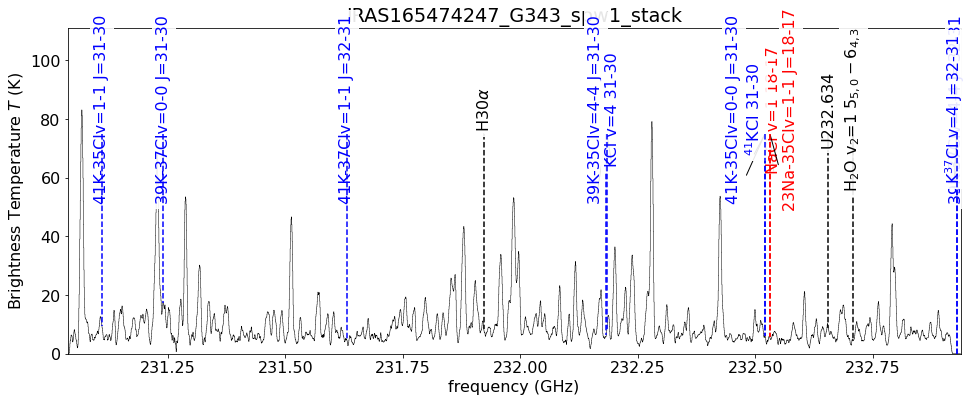 iRAS165474247_G343_spw1_stack
Brightness Temperature T (K)
100
80
60
40
20
0
41K-35Clv=1-1 J=31-30
39K-37Clv=0-0 J=31-30
41K-37Clv=1-1 J=32-31
H30α
39K-35Clv=4-4 J=31-30
KCl v=4 31-30
41K-35Clv=0-0 J=31-30
⁴¹KCl 31-30
NaCl v=1 18-17
23Na-35Clv=1-1 J=18-17
U232.634
H₂O v₂=1 5₅,₀ − 6₄,₃
39K³⁷Cl v=4 J=32-31
231.25
231.50
231.75
232.00
232.25
232.50
232.75
frequency (GHz)